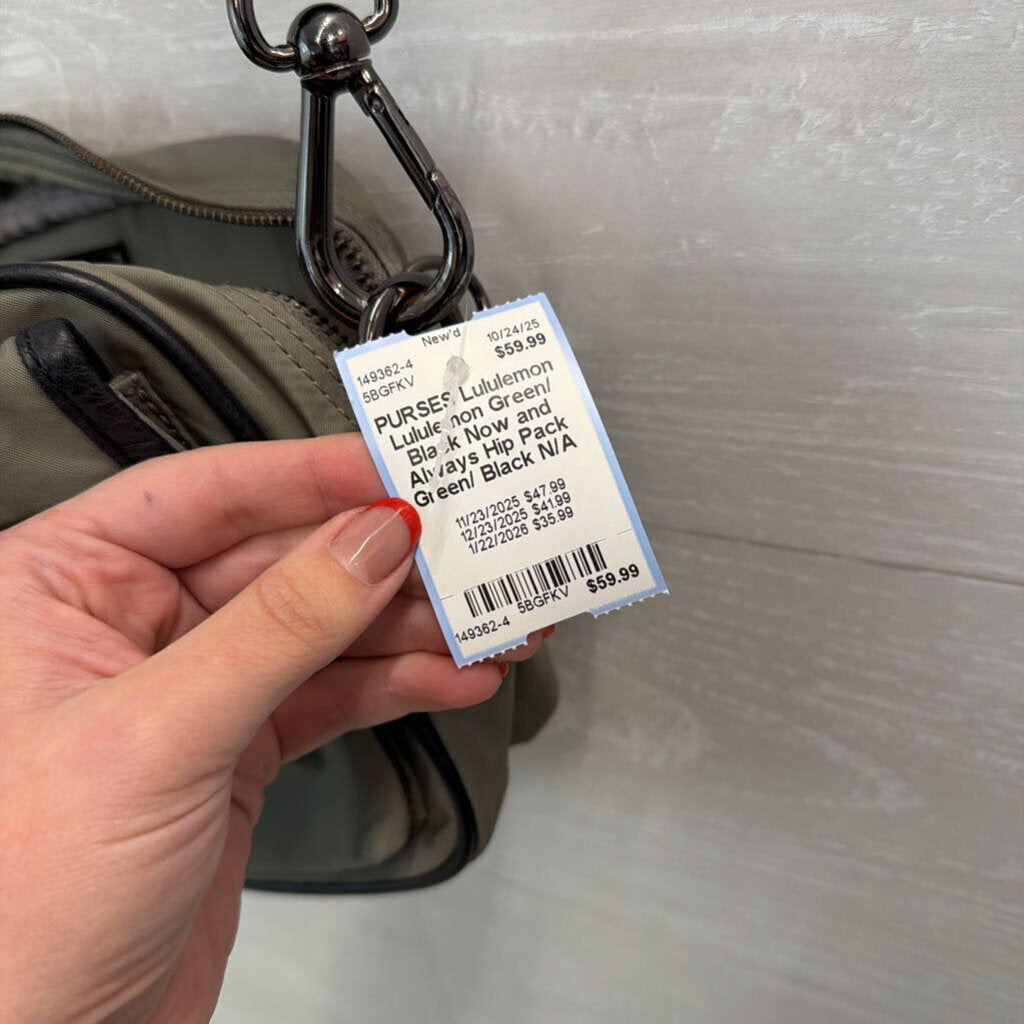 New'd
10/24/25
149362-4
$59.99
5BGFKV
PURSES Lululemon
Lululemon Green/
Black Now and
Always Hip Pack
Green/ Black N/A
11/23/2025 $47.99
12/23/2025 $41.99
1/22/2026 $35.99
149362-4 5BGFKV $59.99